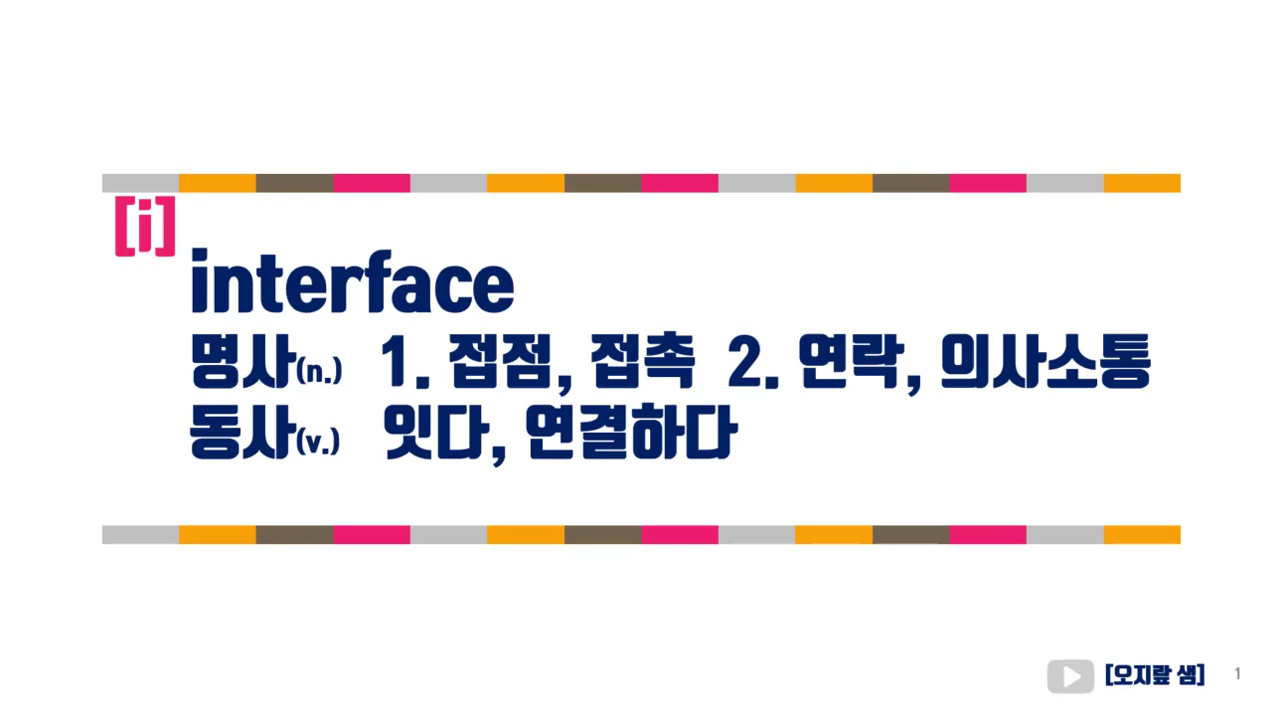 [i]
interface
명사(n.) 1. 접점, 접촉 2. 연락, 의사소통
동사(v.) 잇다, 연결하다
[오지랖 샘] 1